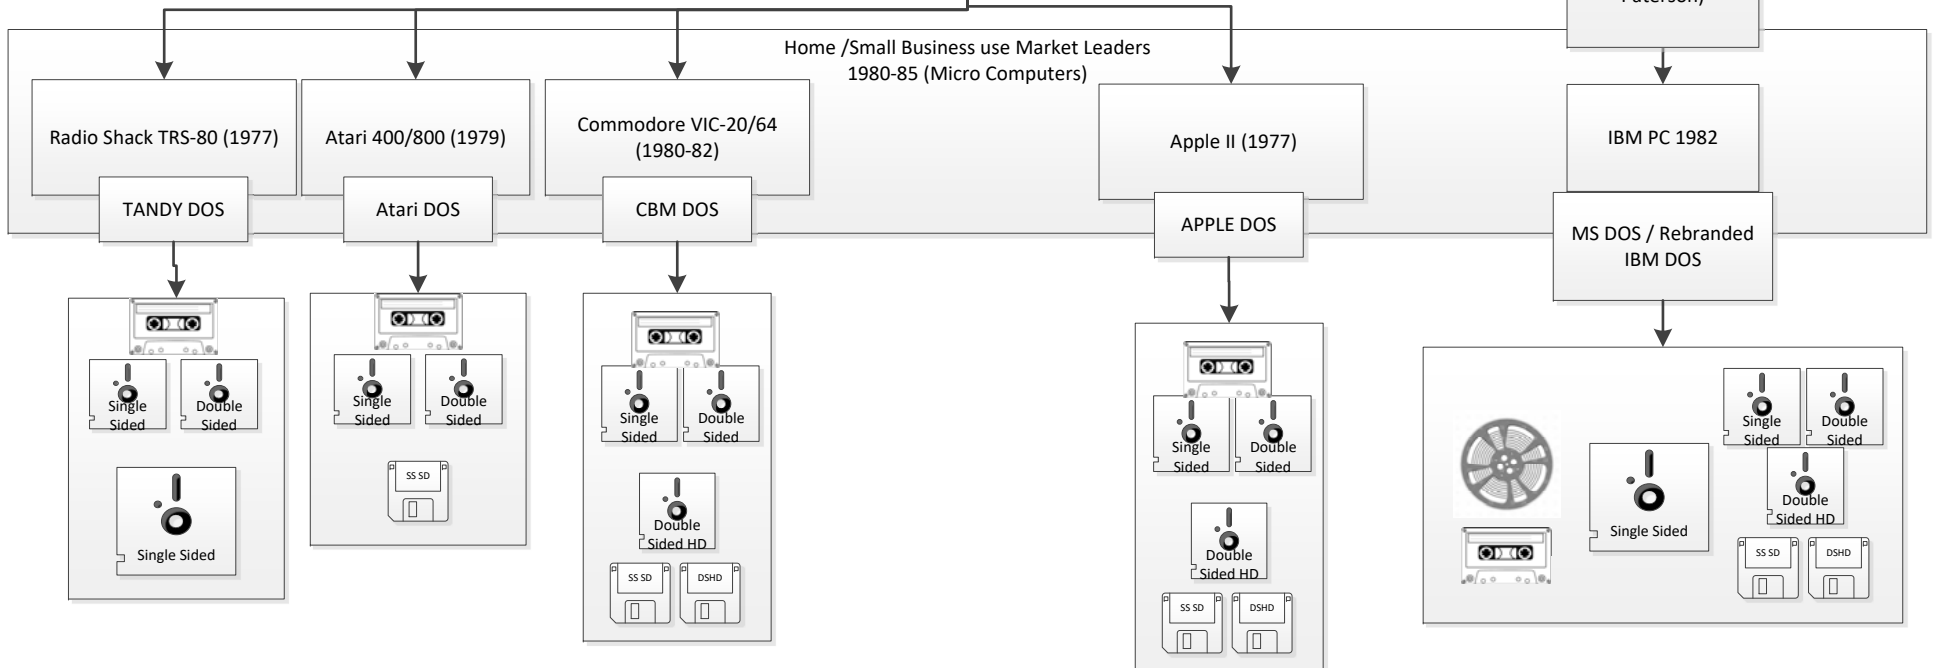 Paterson)
Home /Small Business use Market Leaders
1980-85 (Micro Computers)
Radio Shack TRS-80 (1977)
Atari 400/800 (1979)
Commodore VIC-20/64
(1980-82)
Apple II (1977)
IBM PC 1982
TANDY DOS
Atari DOS
CBM DOS
APPLE DOS
MS DOS / Rebranded
IBM DOS
Single
Sided
Double
Sided
Single Sided
Single
Sided
Double
Sided
SS SD
Single
Sided
Double
Sided
Double
Sided HD
SS SD
DSHD
Single
Sided
Double
Sided
Double
Sided HD
SS SD
DSHD
Single Sided
Single
Sided
Double
Sided
Double
Sided HD
SS SD
DSHD